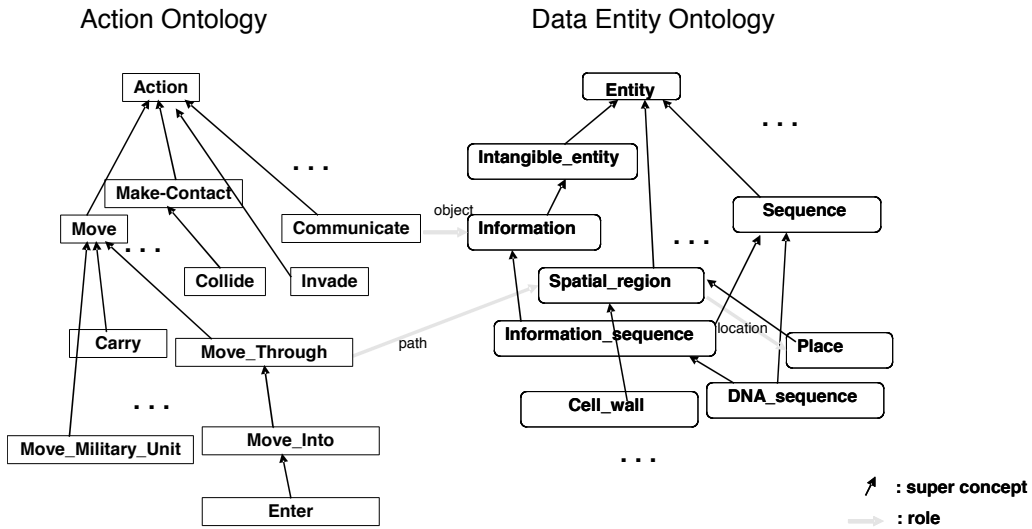 Action Ontology
Data Entity Ontology
Action
Entity
. . .
. . .
Intangible_entity
Make-Contact
Sequence
object
Move
Communicate
Information
. . .
. . .
Collide
Invade
Spatial_region
Information_sequence
location
Carry
Move_Through
path
Place
DNA_sequence
Cell_wall
. . .
Move_Military_Unit
Move_Into
. . .
: super concept
Enter
: role